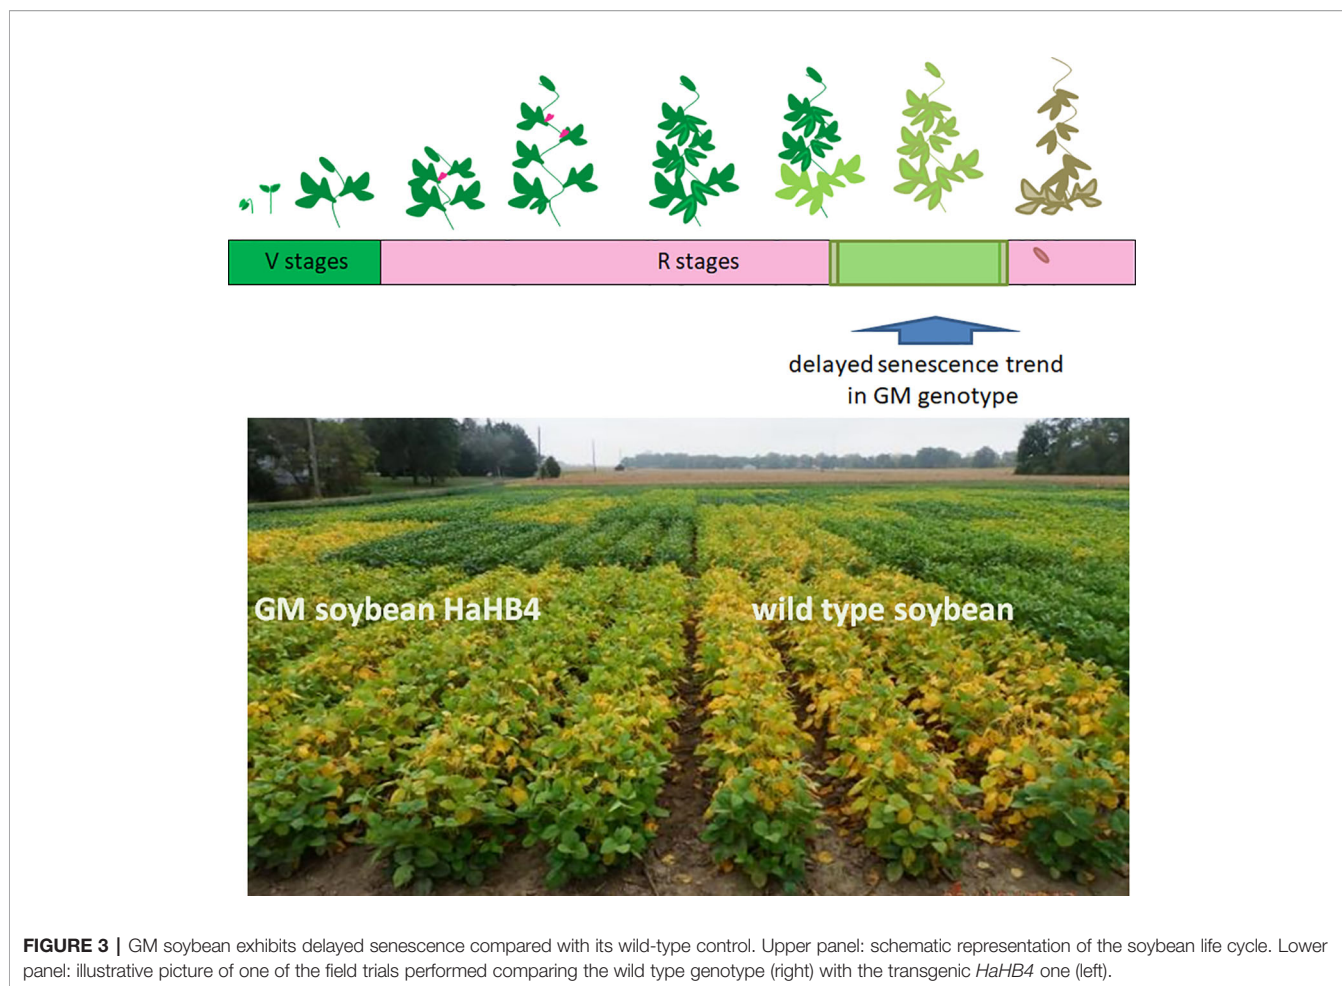 V stages
R stages
delayed senescence trend
in GM genotype
GM soybean HaHB4
wild type soybean
FIGURE 3 | GM soybean exhibits delayed senescence compared with its wild-type control. Upper panel: schematic representation of the soybean life cycle. Lower
panel: illustrative picture of one of the field trials performed comparing the wild type genotype (right) with the transgenic HaHB4 one (left).